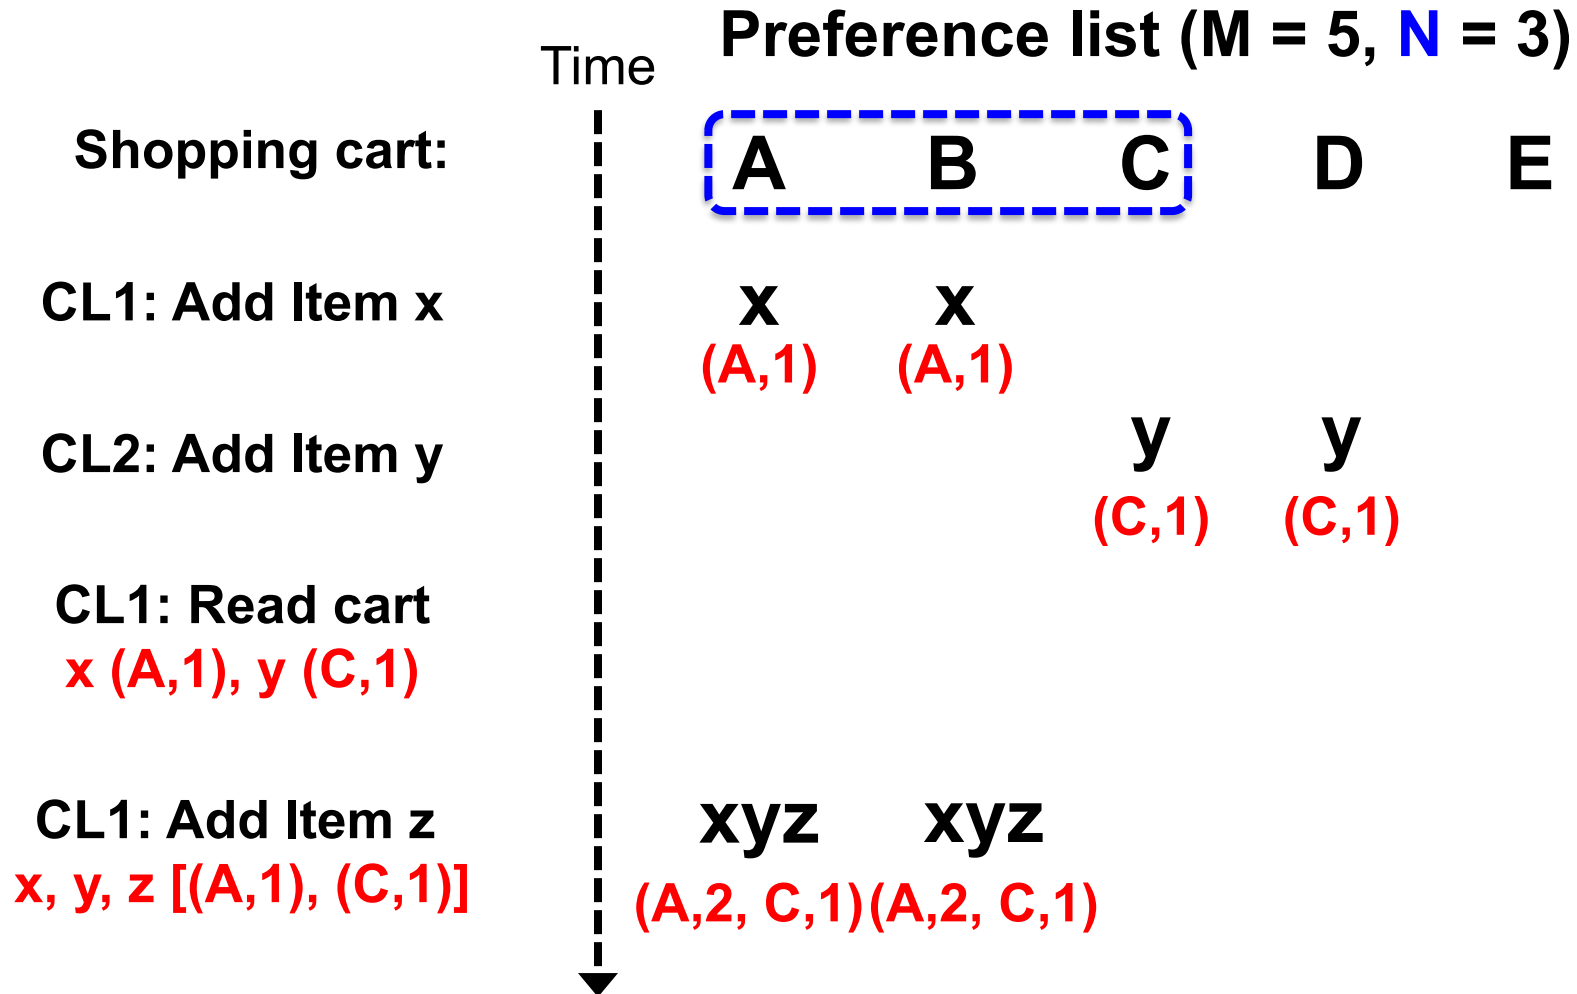 Preference list (M = 5, N = 3)
Time
Shopping cart: A B C D E
CL1: Add Item x x x
(A,1) (A,1)
CL2: Add Item y y y
(C,1) (C,1)
CL1: Read cart
x (A,1), y (C,1)
CL1: Add Item z xyz xyz
x, y, z [(A,1), (C,1)] (A,2, C,1) (A,2, C,1)